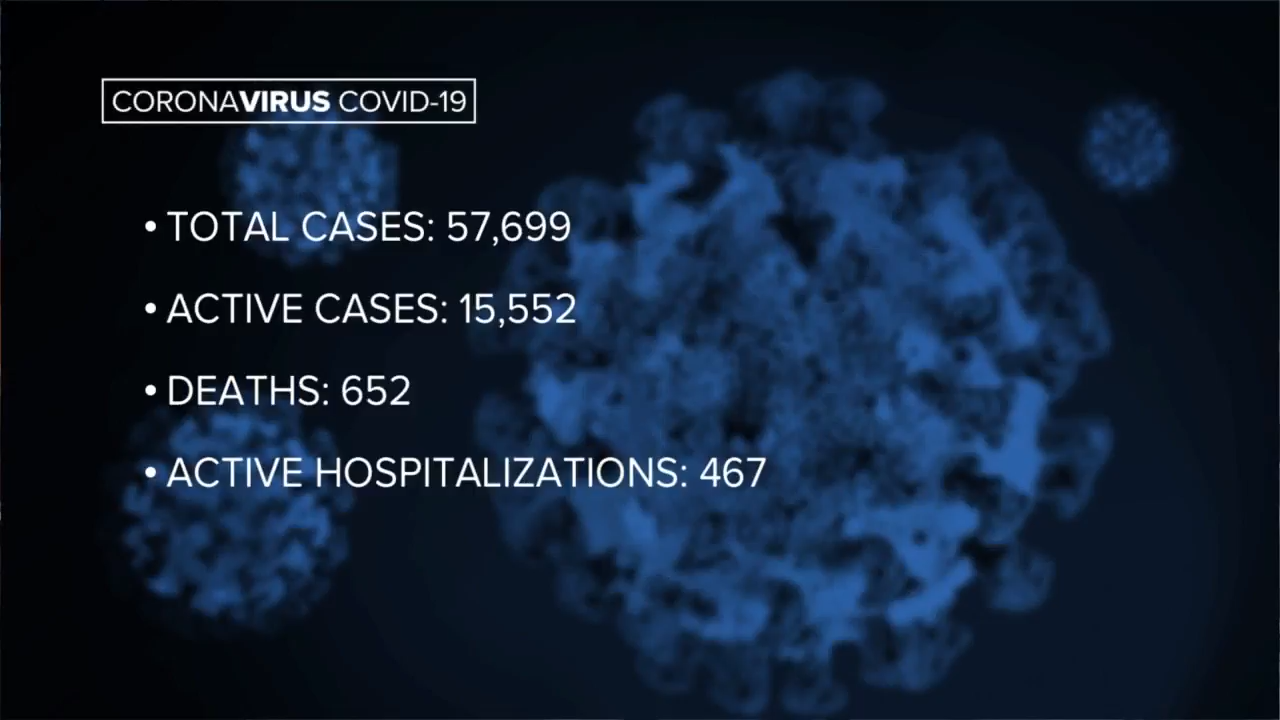 CORONAVIRUS COVID-19
• TOTAL CASES: 57,699
• ACTIVE CASES: 15,552
• DEATHS: 652
• ACTIVE HOSPITALIZATIONS: 467